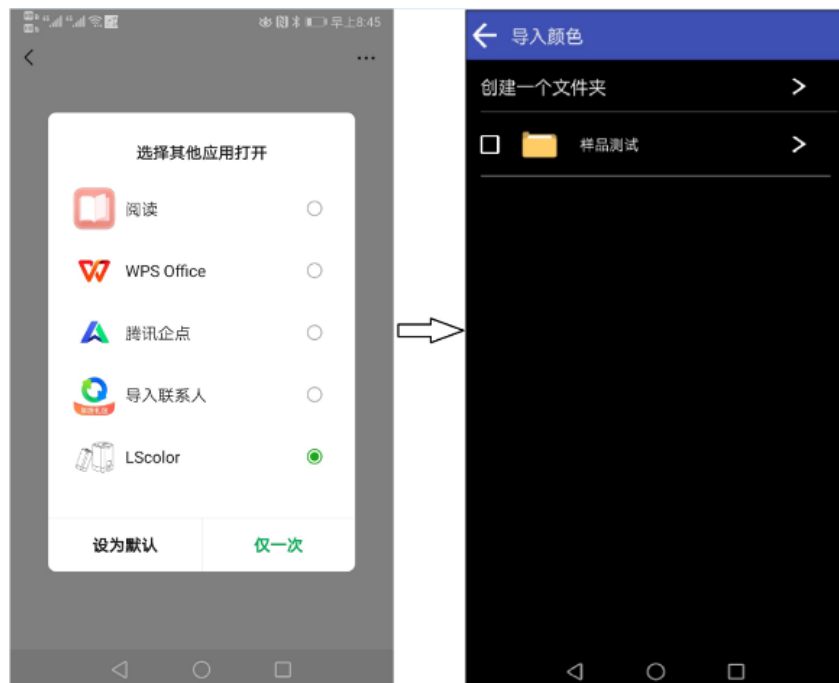 早上8:45
选择其他应用打开
阅读
WPS Office
腾讯企点
导入联系人
LScolor
设为默认
仅一次
导入颜色
创建一个文件夹
样品测试